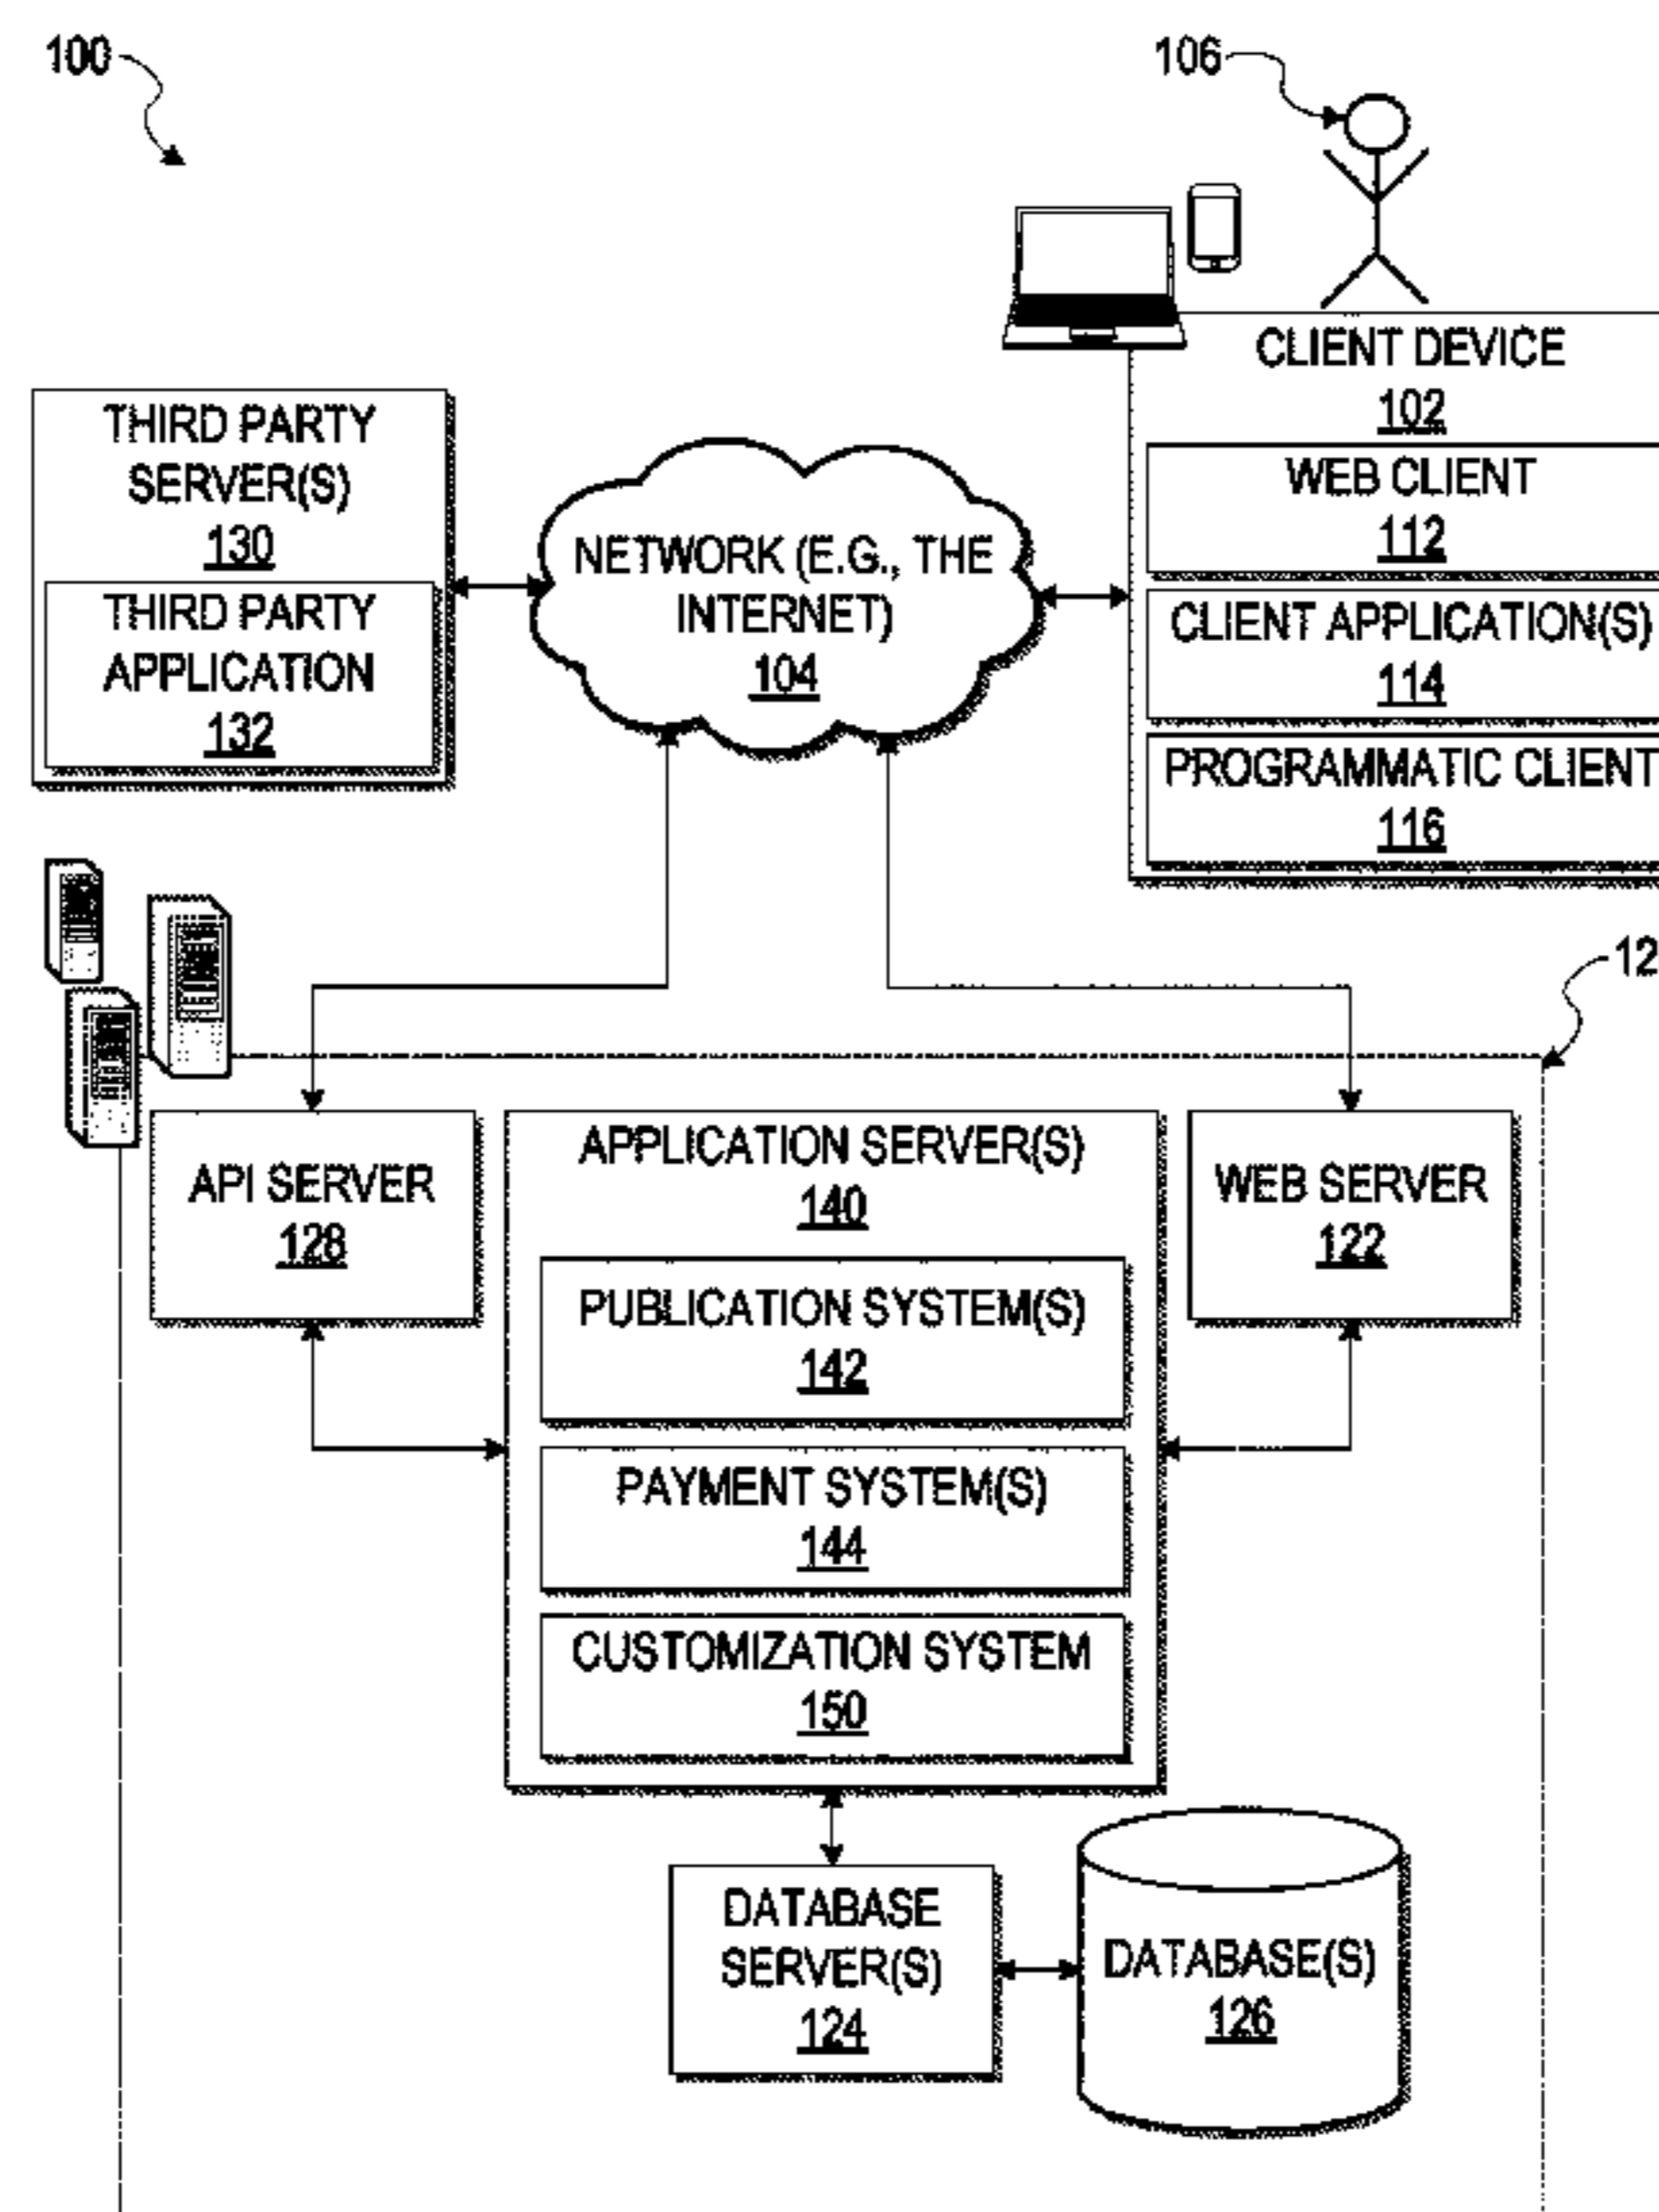 100
106
CLIENT DEVICE
102
WEB CLIENT
112
CLIENT APPLICATION(S)
114
PROGRAMMATIC CLIENT
116
THIRD PARTY
SERVER(S)
130
THIRD PARTY
APPLICATION
132
NETWORK (E.G., THE
INTERNET)
104
12
API SERVER
128
APPLICATION SERVER(S)
140
PUBLICATION SYSTEM(S)
142
PAYMENT SYSTEM(S)
144
CUSTOMIZATION SYSTEM
150
WEB SERVER
122
DATABASE
SERVER(S)
124
DATABASE(S)
126